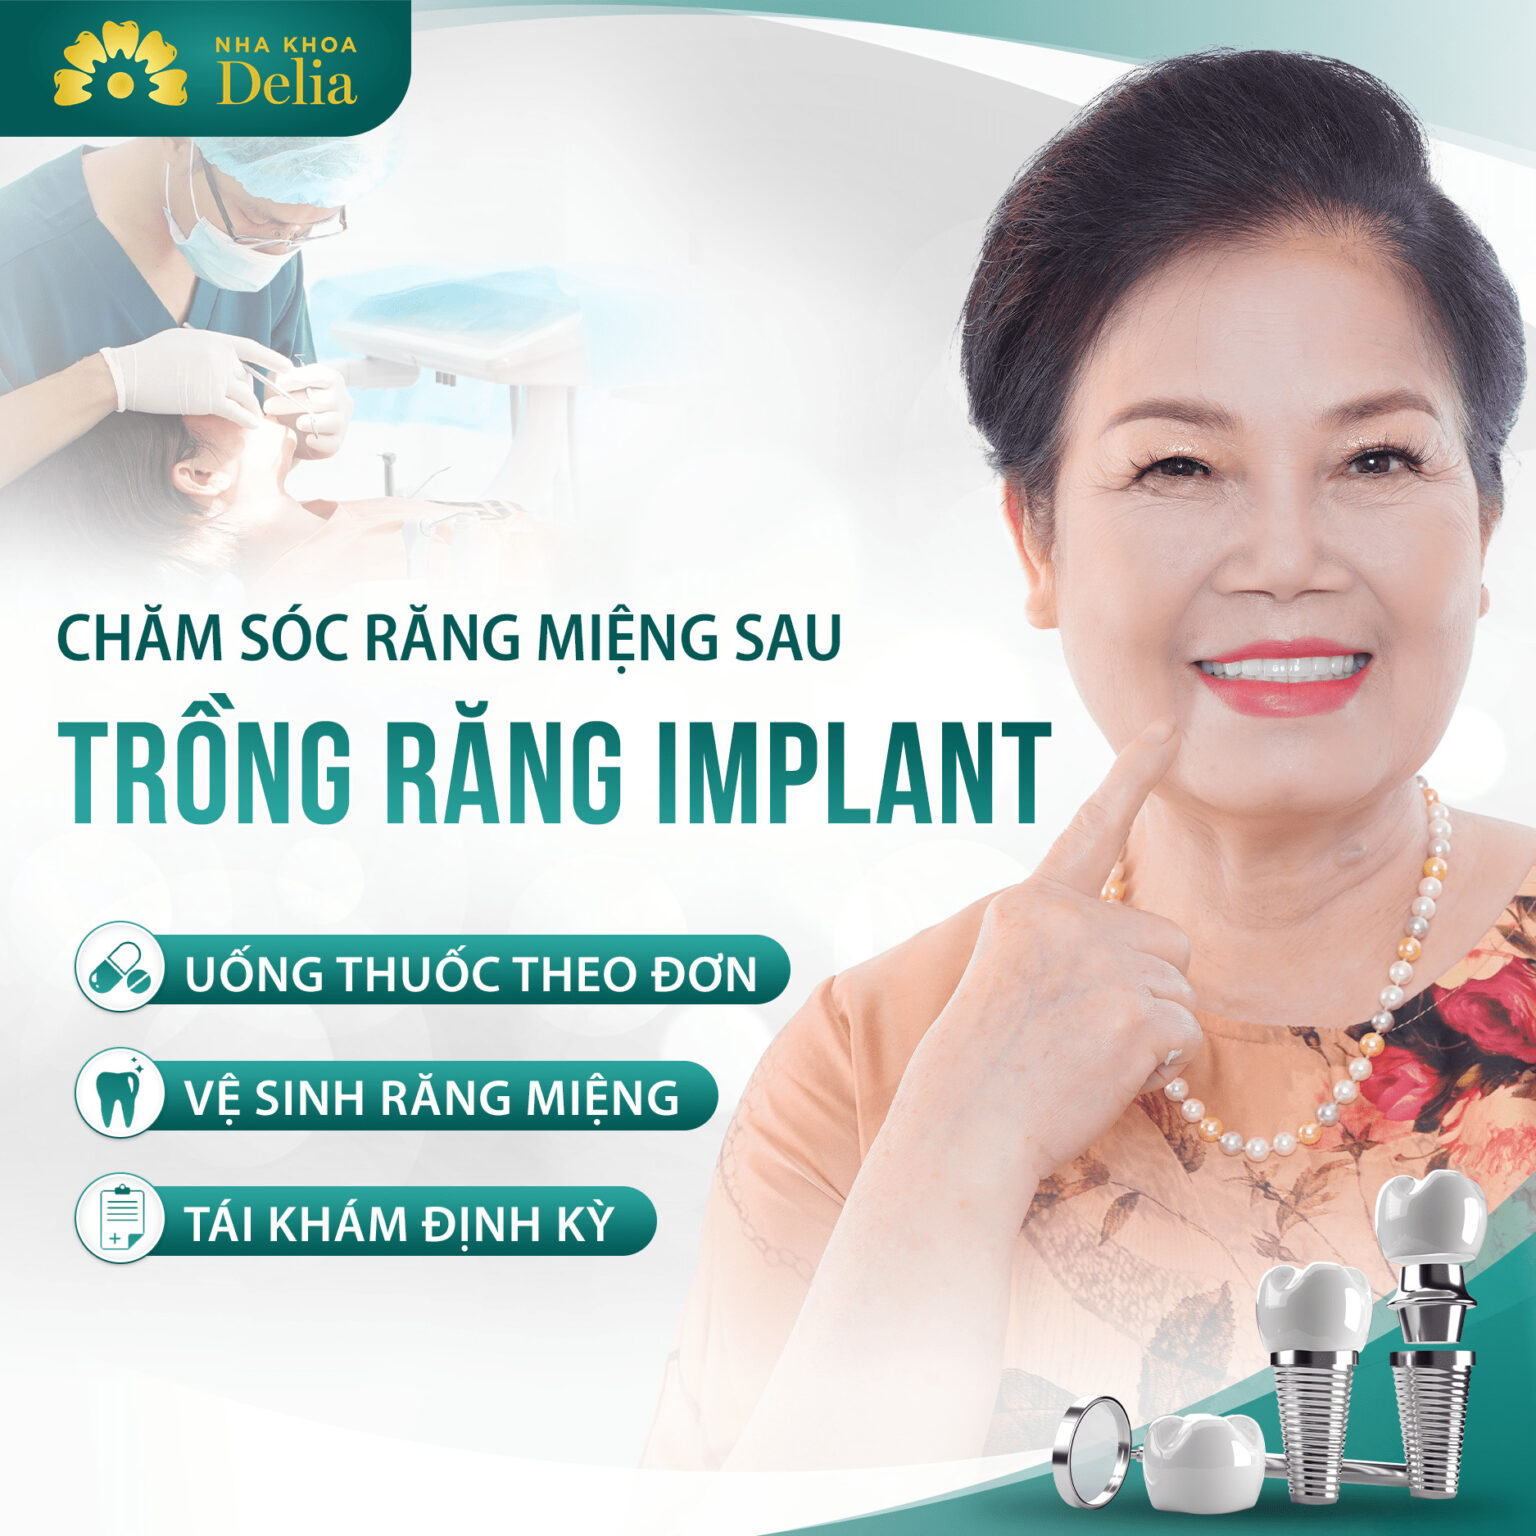 NHA KHOA
Delia
CHĂM SÓC RĂNG MIỆNG SAU
TRỒNG RĂNG IMPLANT
UỐNG THUỐC THEO ĐƠN
VỆ SINH RĂNG MIỆNG
TÁI KHÁM ĐỊNH KỲ